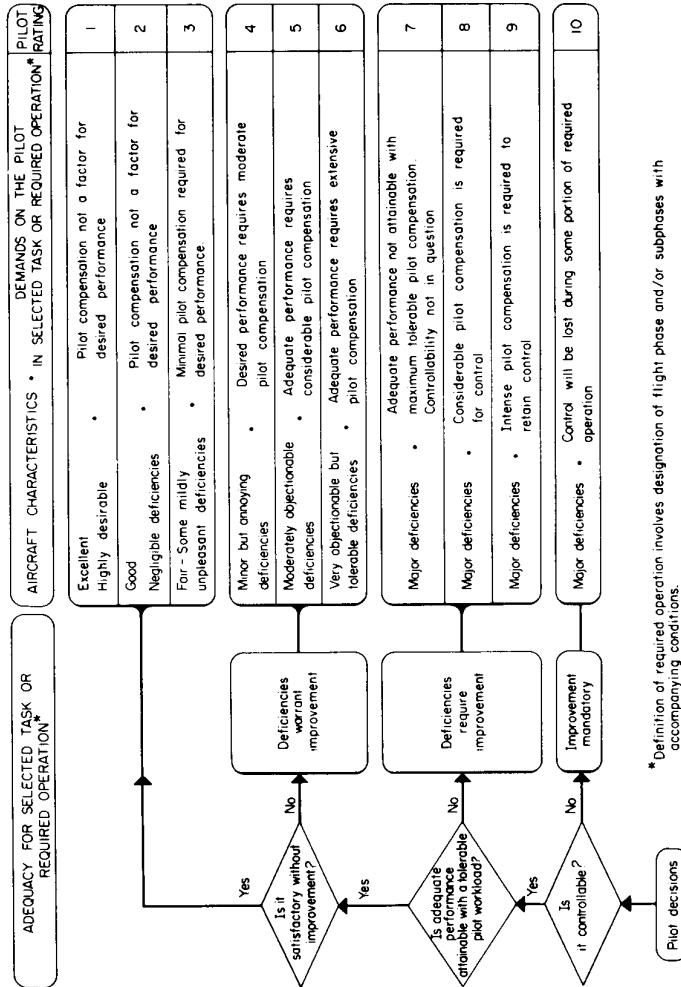 ADEQUACY FOR SELECTED TASK OR
REQUIRED OPERATION*
AIRCRAFT CHARACTERISTICS •
DEMANDS ON THE PILOT
IN SELECTED TASK OR REQUIRED OPERATION*
PILOT
RATING
Excellent
Highly desirable •
Pilot compensation not a factor for
desired performance
1
Good
Negligible deficiencies •
Pilot compensation not a factor for
desired performance
2
Fair - Some mildly
unpleasant deficiencies •
Minimal pilot compensation required for
desired performance.
3
Yes
Is it
satisfactory without
improvement?
No
Deficiencies
warrant
improvement
Minor but annoying
deficiencies •
Desired performance requires moderate
pilot compensation
4
Moderately objectionable
deficiencies •
Adequate performance requires
considerable pilot compensation
5
Very objectionable but
tolerable deficiencies •
Adequate performance requires extensive
pilot compensation
6
Yes
Is adequate
performance
attainable with a tolerable
pilot workload?
No
Deficiencies
require
improvement
Major deficiencies •
Adequate performance not attainable with
maximum tolerable pilot compensation.
Controllability not in question
7
Major deficiencies •
Considerable pilot compensation is required
for control
8
Major deficiencies •
Intense pilot compensation is required to
retain control
9
Yes
Is
it controllable?
No
Improvement
mandatory
Major deficiencies •
Control will be lost during some portion of required
operation
10
Pilot decisions
*Definition of required operation involves designation of flight phase and/or subphases with
accompanying conditions.